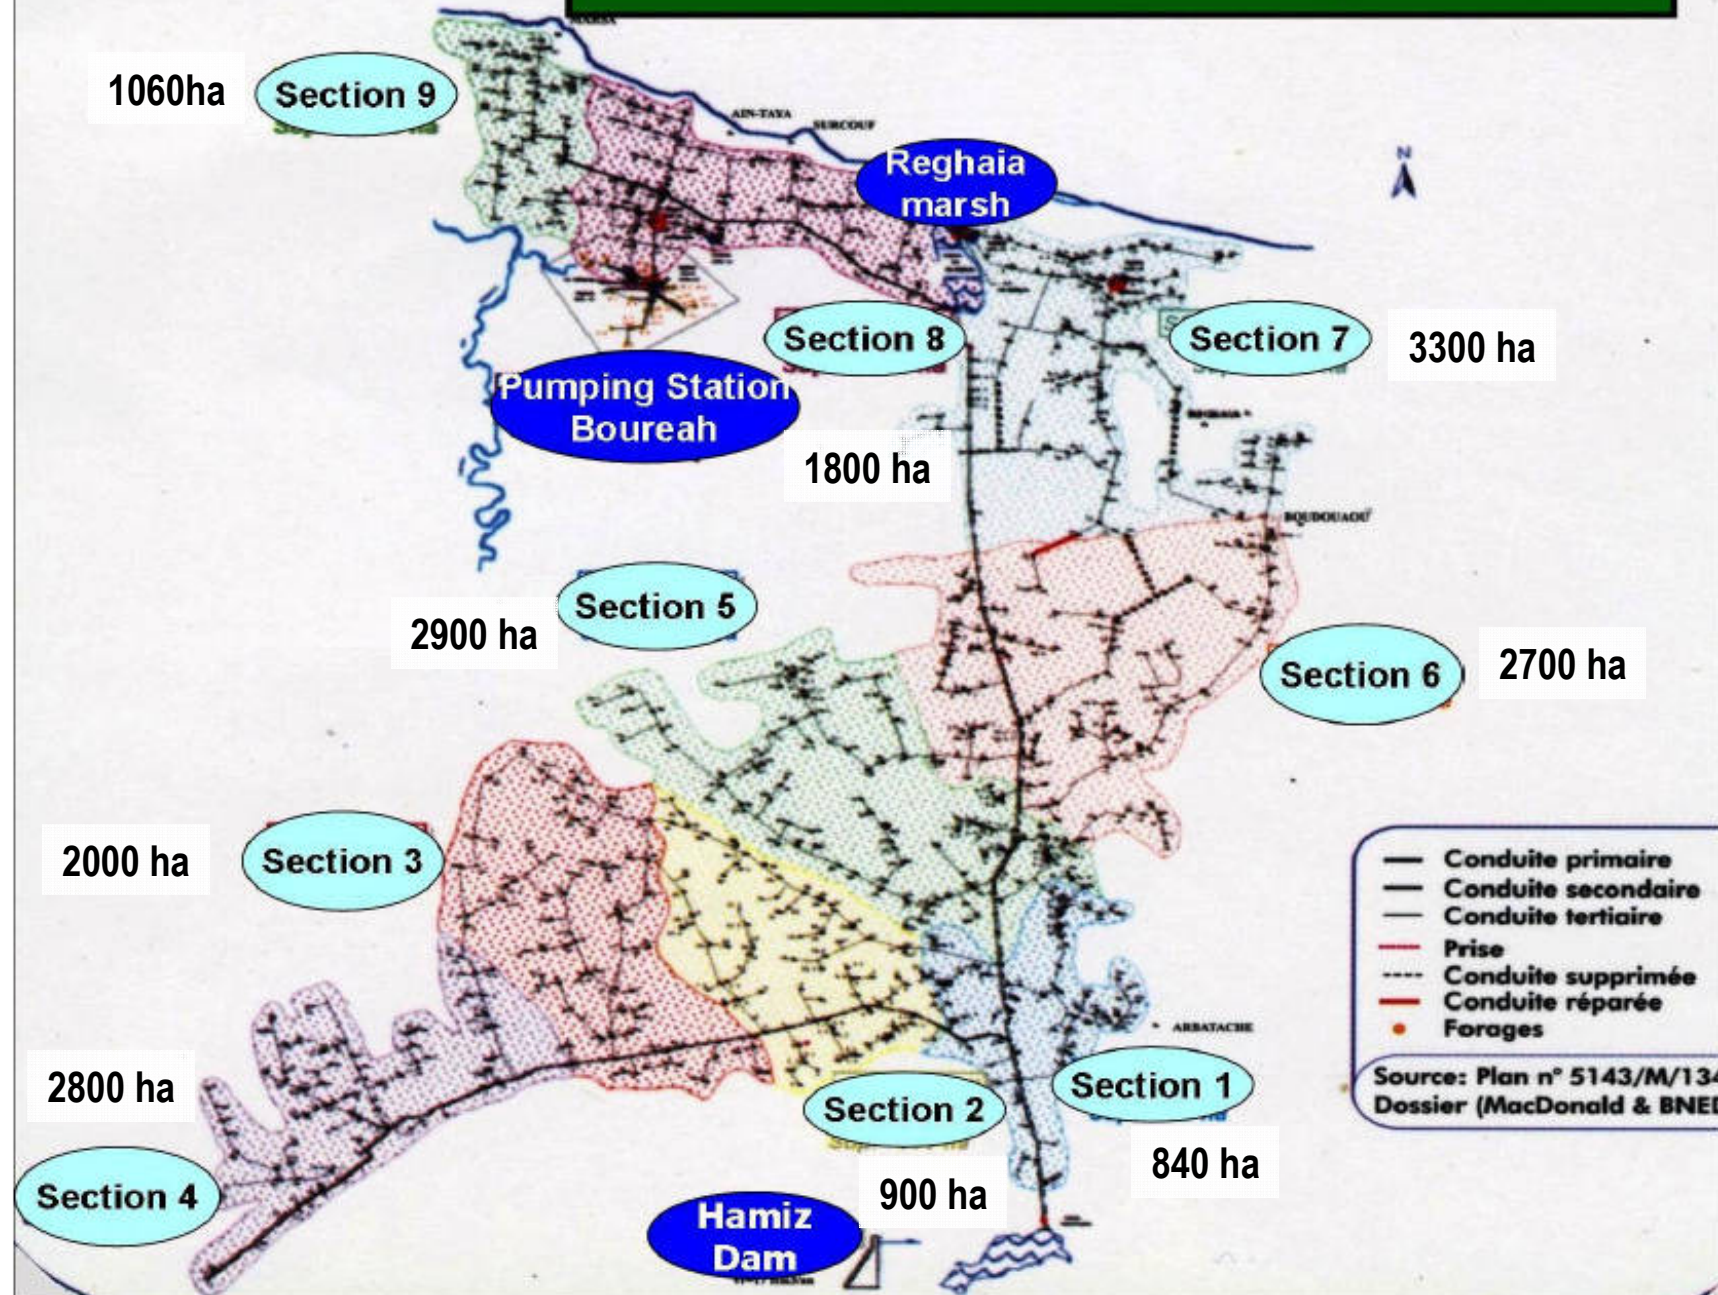 MARSA
1060ha
Section 9
AIN-TAYA
SURCOUF
Reghaia
marsh
N
Section 8
Section 7
3300 ha
Pumping Station
Boureah
1800 ha
BOUDOUAOU
Section 5
2900 ha
Section 6
2700 ha
2000 ha
Section 3
Conduite primaire
Conduite secondaire
Conduite tertiaire
Prise
Conduite supprimée
Conduite réparée
Forages
ARBATACHE
2800 ha
Section 1
Source: Plan n° 5143/M/134
Dossier (MacDonald & BNED
Section 2
840 ha
Section 4
900 ha
Hamiz
Dam